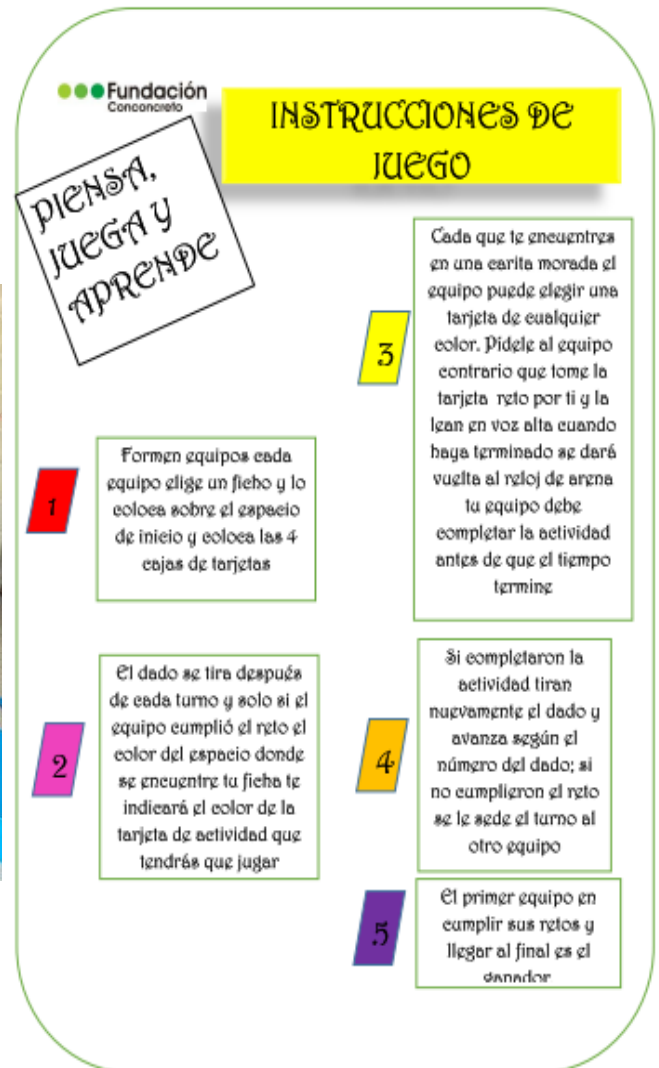 Fundación
Conconcreto
INSTRUCCIONES DE
JUEGO
PIENSA,
JUEGA Y
APRENDE
1
Formen equipos cada
equipo elige un ficho y lo
coloca sobre el espacio
de inicio y coloca las 4
cajas de tarjetas
2
El dado se tira después
de cada turno y solo si el
equipo cumplió el reto el
color del espacio donde
se encuentre tu ficha te
indicará el color de la
tarjeta de actividad que
tendrás que jugar
3
Cada que te encuentres
en una carita morada el
equipo puede elegir una
tarjeta de cualquier
color. Pidele al equipo
contrario que tome la
tarjeta reto por ti y la
lean en voz alta cuando
haya terminado se dará
vuelta al reloj de arena
tu equipo debe
completar la actividad
antes de que el tiempo
termine
4
Si completaron la
actividad tiran
nuevamente el dado y
avanza según el
número del dado; si
no cumplieron el reto
se le sede el turno al
otro equipo
5
El primer equipo en
cumplir sus retos y
llegar al final es el
ganador